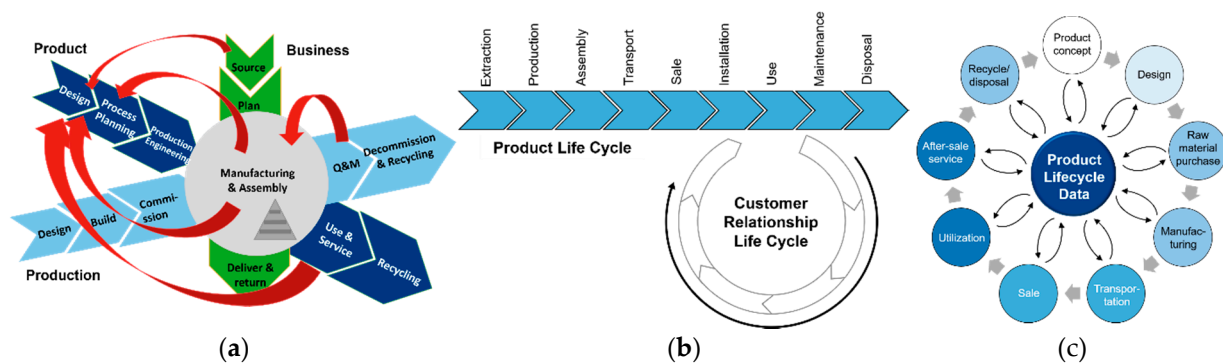 Product
Business
Source
Plan
Design
Process
Planning
Production
Engineering
Manufacturing
& Assembly
Q&M
Decommission
& Recycling
Design
Build
Commi-
ssion
Use &
Service
Recycling
Deliver &
return
Production
(a)
Extraction
Production
Assembly
Transport
Sale
Installation
Use
Maintenance
Disposal
Product Life Cycle
Customer
Relationship
Life Cycle
(b)
Product
concept
Design
Raw
material
purchase
Manufac-
turing
Transpor-
tation
Sale
Utilization
After-sale
service
Recycle/
disposal
Product
Lifecycle
Data
(c)